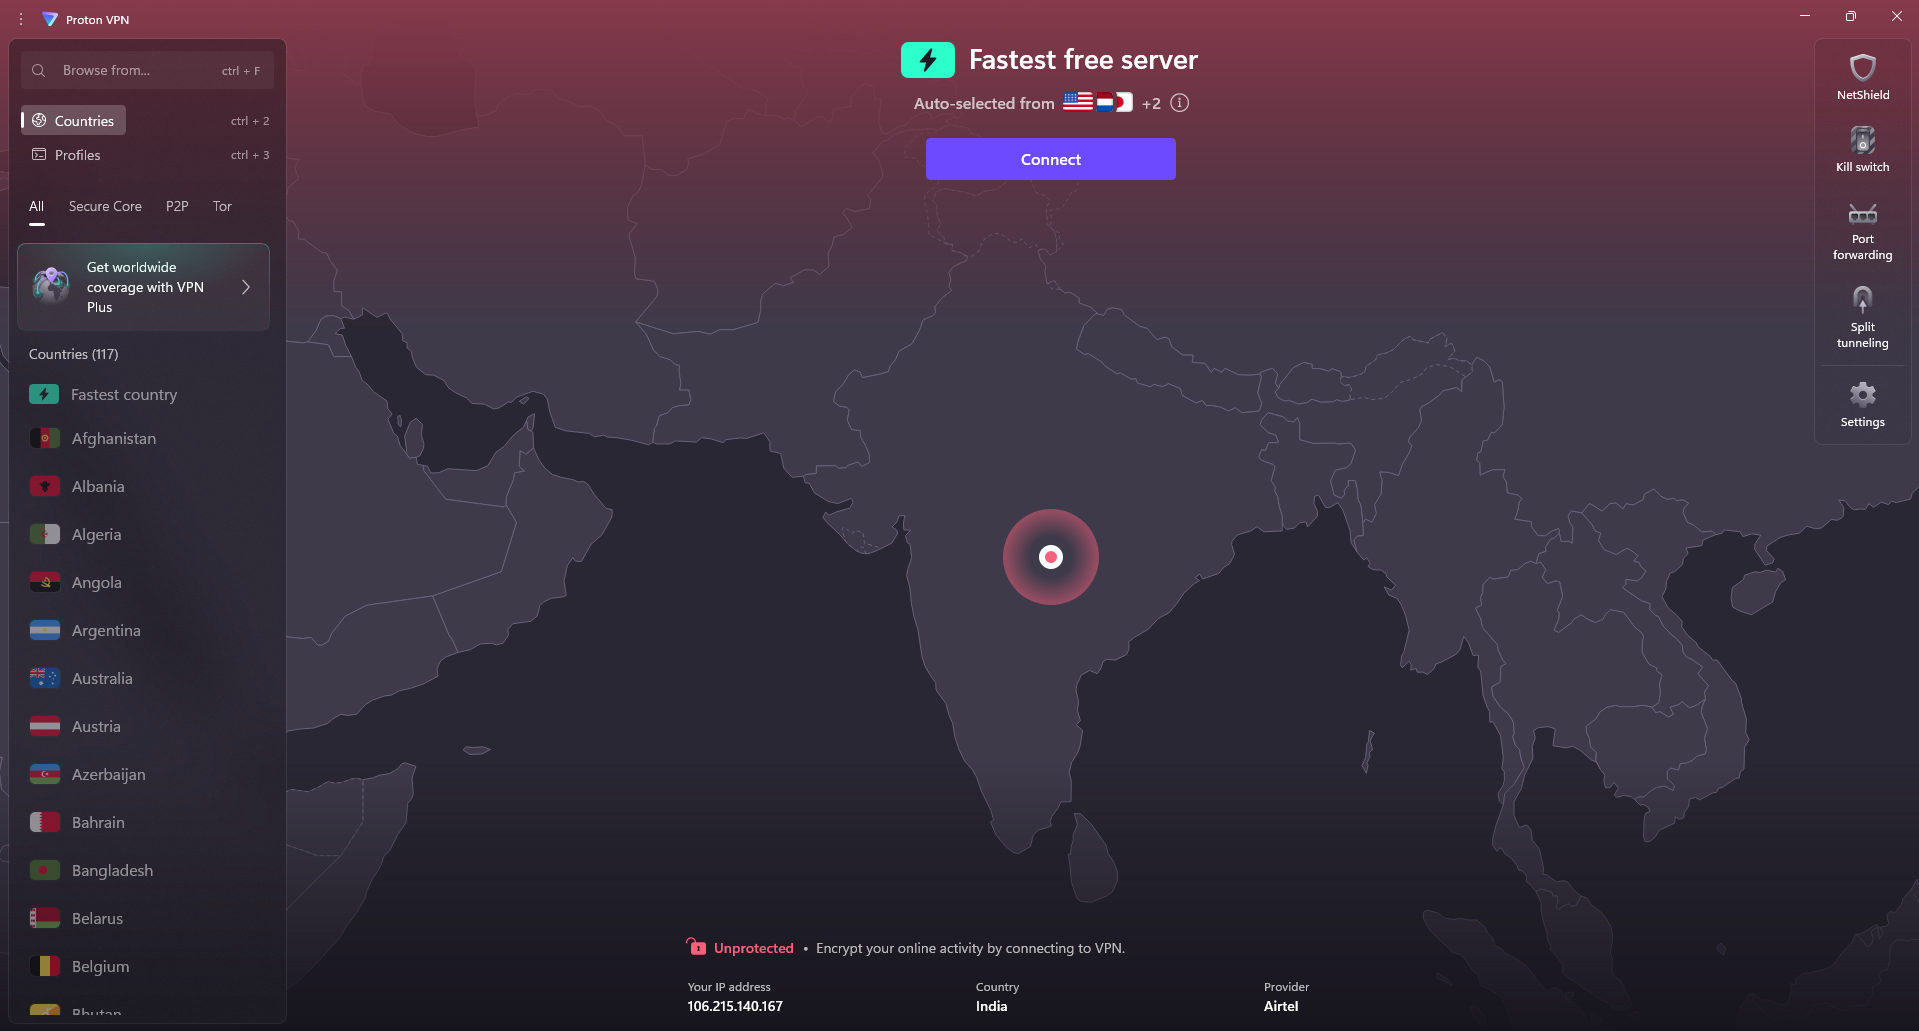 Proton VPN
Browse from...
ctrl + F
Countries
ctrl + 2
Profiles
ctrl + 3
All
Secure Core
P2P
Tor
Get worldwide
coverage with VPN
Plus
Countries (117)
Fastest country
Afghanistan
Albania
Algeria
Angola
Argentina
Australia
Austria
Azerbaijan
Bahrain
Bangladesh
Belarus
Belgium
Bhutan
Fastest free server
Auto-selected from
+2
Connect
Unprotected • Encrypt your online activity by connecting to VPN.
Your IP address
106.215.140.167
Country
India
Provider
Airtel
NetShield
Kill switch
Port
forwarding
Split
tunneling
Settings